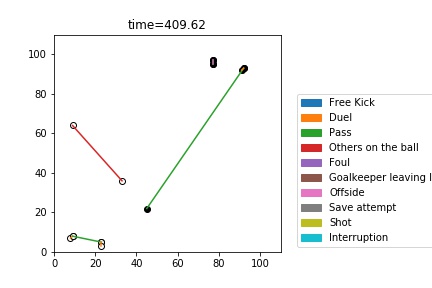 time=409.62
100
80
60
40
20
0
0 20 40 60 80 100
Free Kick
Duel
Pass
Others on the ball
Foul
Goalkeeper leaving l
Offside
Save attempt
Shot
Interruption